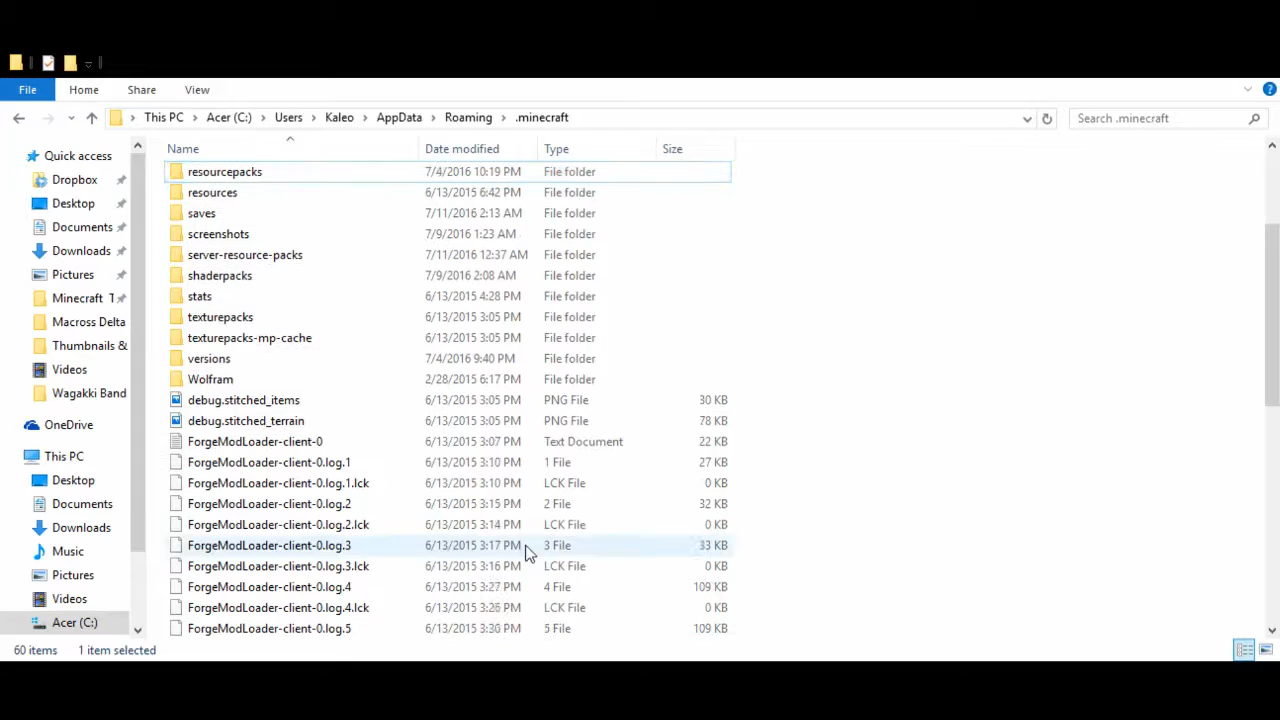 File Home Share View
This PC Acer (C:) Users Kaleo AppData Roaming .minecraft Search .minecraft
Name Date modified Type Size
Quick access
Dropbox
Desktop
Documents
Downloads
Pictures
Minecraft
Macross Delta
Thumbnails &
Videos
Wagakki Band
OneDrive
This PC
Desktop
Documents
Downloads
Music
Pictures
Videos
Acer (C:)
resourcepacks 7/4/2016 10:19 PM File folder
resources 6/13/2015 6:42 PM File folder
saves 7/11/2016 2:13 AM File folder
screenshots 7/9/2016 1:23 AM File folder
server-resource-packs 7/11/2016 12:37 AM File folder
shaderpacks 7/9/2016 2:08 AM File folder
stats 6/13/2015 4:28 PM File folder
texturepacks 6/13/2015 3:05 PM File folder
texturepacks-mp-cache 6/13/2015 3:05 PM File folder
versions 7/4/2016 9:40 PM File folder
Wolfram 2/28/2015 6:17 PM File folder
debug.stitched_items 6/13/2015 3:05 PM PNG File 30 KB
debug.stitched_terrain 6/13/2015 3:05 PM PNG File 78 KB
ForgeModLoader-client-0 6/13/2015 3:07 PM Text Document 22 KB
ForgeModLoader-client-0.log.1 6/13/2015 3:10 PM 1 File 27 KB
ForgeModLoader-client-0.log.1.lck 6/13/2015 3:10 PM LCK File 0 KB
ForgeModLoader-client-0.log.2 6/13/2015 3:15 PM 2 File 32 KB
ForgeModLoader-client-0.log.2.lck 6/13/2015 3:14 PM LCK File 0 KB
ForgeModLoader-client-0.log.3 6/13/2015 3:17 PM 3 File 33 KB
ForgeModLoader-client-0.log.3.lck 6/13/2015 3:16 PM LCK File 0 KB
ForgeModLoader-client-0.log.4 6/13/2015 3:27 PM 4 File 109 KB
ForgeModLoader-client-0.log.4.lck 6/13/2015 3:26 PM LCK File 0 KB
ForgeModLoader-client-0.log.5 6/13/2015 3:36 PM 5 File 109 KB
60 items 1 item selected